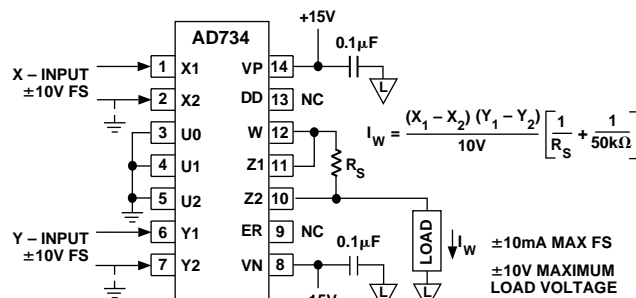 +15V
AD734
0.1µF
X – INPUT
±10V FS
1 X1
VP 14
L
2 X2
DD 13 NC
3 U0
W 12
I_W = (X_1 – X_2) (Y_1 – Y_2) / 10V [1 / R_S + 1 / 50kΩ]
4 U1
Z1 11
R_S
5 U2
Z2 10
Y – INPUT
±10V FS
6 Y1
ER 9 NC
0.1µF
LOAD
I_W
±10mA MAX FS
7 Y2
VN 8
L
L
±10V MAXIMUM
LOAD VOLTAGE